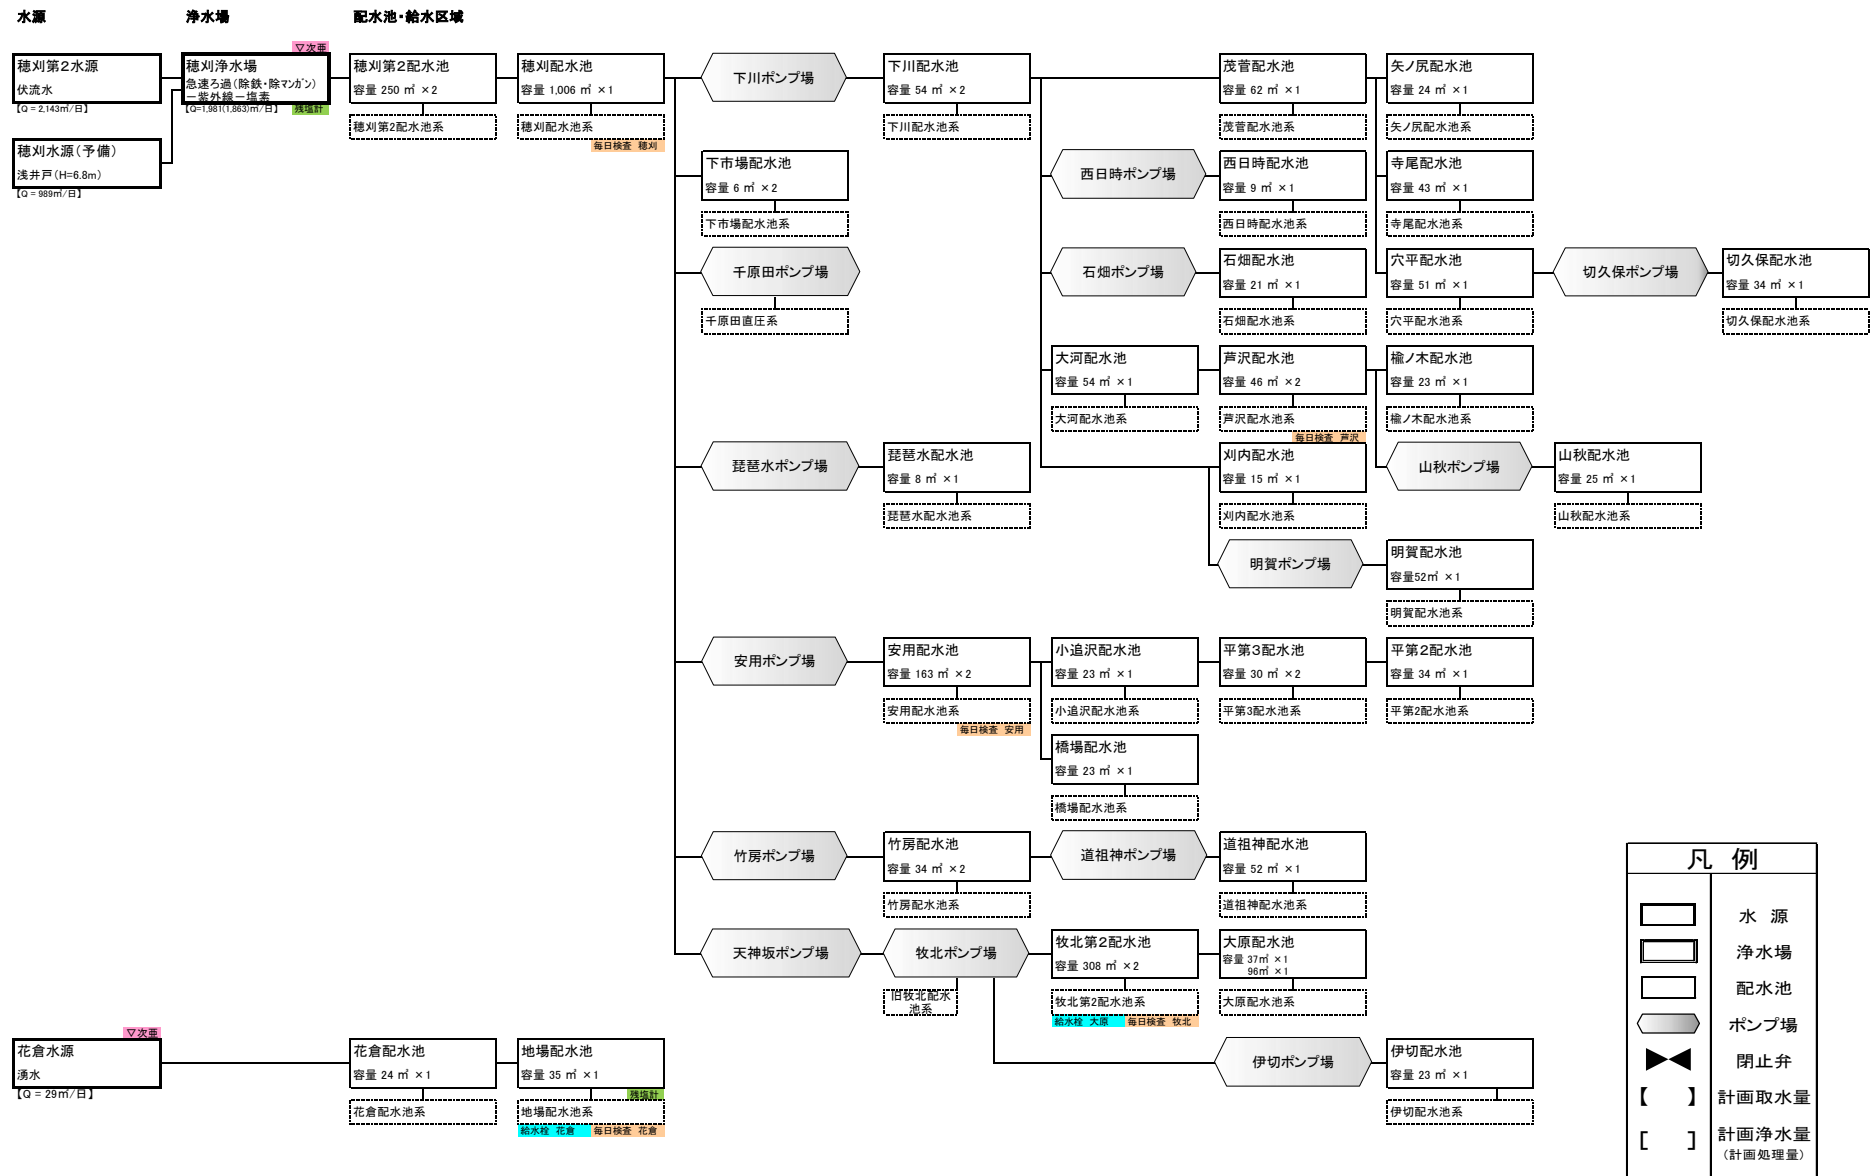 水源　浄水場　配水池・給水区域
▽次亜
穂刈第2水源
伏流水
【Q = 2,143㎥/日】
穂刈浄水場
急速ろ過(除鉄・除マンガン)
－紫外線－塩素
【Q=1,981(1,863)㎥/日】
残塩計
穂刈第2配水池
容量 250 ㎥ ×2
穂刈第2配水池系
穂刈配水池
容量 1,006 ㎥ ×1
穂刈配水池系
毎日検査 穂刈
下川ポンプ場
下川配水池
容量 54 ㎥ ×2
下川配水池系
茂菅配水池
容量 62 ㎥ ×1
茂菅配水池系
矢ノ尻配水池
容量 24 ㎥ ×1
矢ノ尻配水池系
穂刈水源(予備)
浅井戸(H=6.8m)
【Q = 989㎥/日】
下市場配水池
容量 6 ㎥ ×2
下市場配水池系
西日時ポンプ場
西日時配水池
容量 9 ㎥ ×1
西日時配水池系
寺尾配水池
容量 43 ㎥ ×1
寺尾配水池系
千原田ポンプ場
千原田直圧系
石畑ポンプ場
石畑配水池
容量 21 ㎥ ×1
石畑配水池系
穴平配水池
容量 51 ㎥ ×1
穴平配水池系
切久保ポンプ場
切久保配水池
容量 34 ㎥ ×1
切久保配水池系
大河配水池
容量 54 ㎥ ×1
大河配水池系
芦沢配水池
容量 46 ㎥ ×2
芦沢配水池系
毎日検査 芦沢
楡ノ木配水池
容量 23 ㎥ ×1
楡ノ木配水池系
琵琶水ポンプ場
琵琶水配水池
容量 8 ㎥ ×1
琵琶水配水池系
刈内配水池
容量 15 ㎥ ×1
刈内配水池系
山秋ポンプ場
山秋配水池
容量 25 ㎥ ×1
山秋配水池系
明賀ポンプ場
明賀配水池
容量52㎥ ×1
明賀配水池系
安用ポンプ場
安用配水池
容量 163 ㎥ ×2
安用配水池系
毎日検査 安用
小追沢配水池
容量 23 ㎥ ×1
小追沢配水池系
平第3配水池
容量 30 ㎥ ×2
平第3配水池系
平第2配水池
容量 34 ㎥ ×1
平第2配水池系
橋場配水池
容量 23 ㎥ ×1
橋場配水池系
竹房ポンプ場
竹房配水池
容量 34 ㎥ ×2
竹房配水池系
道祖神ポンプ場
道祖神配水池
容量 52 ㎥ ×1
道祖神配水池系
天神坂ポンプ場
牧北ポンプ場
旧牧北配水
池系
牧北第2配水池
容量 308 ㎥ ×2
牧北第2配水池系
給水栓 大原　毎日検査 牧北
大原配水池
容量 37㎥ ×1
96㎥ ×1
大原配水池系
▽次亜
花倉水源
湧水
【Q = 29㎥/日】
花倉配水池
容量 24 ㎥ ×1
花倉配水池系
地場配水池
容量 35 ㎥ ×1
残塩計
地場配水池系
給水栓 花倉　毎日検査 花倉
伊切ポンプ場
伊切配水池
容量 23 ㎥ ×1
伊切配水池系
凡 例
水 源
浄水場
配水池
ポンプ場
閉止弁
【 】 計画取水量
[ ] 計画浄水量
(計画処理量)